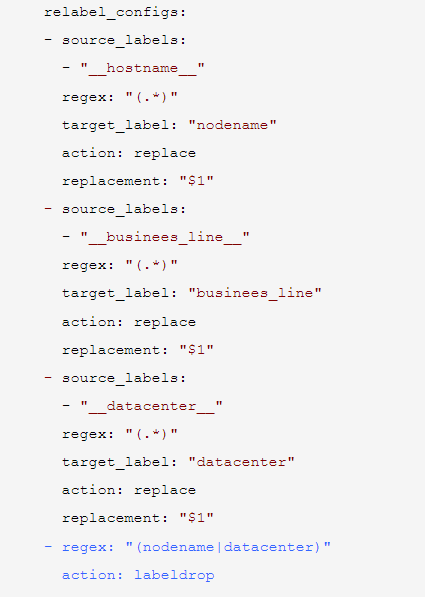 relabel_configs:
- source_labels:
- "__hostname__"
regex: "(.*)"
target_label: "nodename"
action: replace
replacement: "$1"
- source_labels:
- "__businees_line__"
regex: "(.*)"
target_label: "businees_line"
action: replace
replacement: "$1"
- source_labels:
- "__datacenter__"
regex: "(.*)"
target_label: "datacenter"
action: replace
replacement: "$1"
- regex: "(nodename|datacenter)"
action: labeldrop